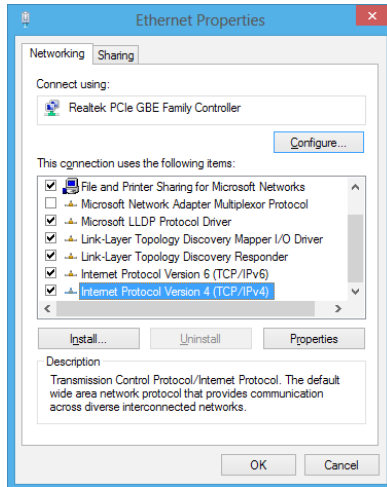 Ethernet Properties
Networking
Sharing
Connect using:
Realtek PCIe GBE Family Controller
Configure...
This connection uses the following items:
File and Printer Sharing for Microsoft Networks
Microsoft Network Adapter Multiplexor Protocol
Microsoft LLDP Protocol Driver
Link-Layer Topology Discovery Mapper I/O Driver
Link-Layer Topology Discovery Responder
Internet Protocol Version 6 (TCP/IPv6)
Internet Protocol Version 4 (TCP/IPv4)
Install...
Uninstall
Properties
Description
Transmission Control Protocol/Internet Protocol. The default
wide area network protocol that provides communication
across diverse interconnected networks.
OK
Cancel